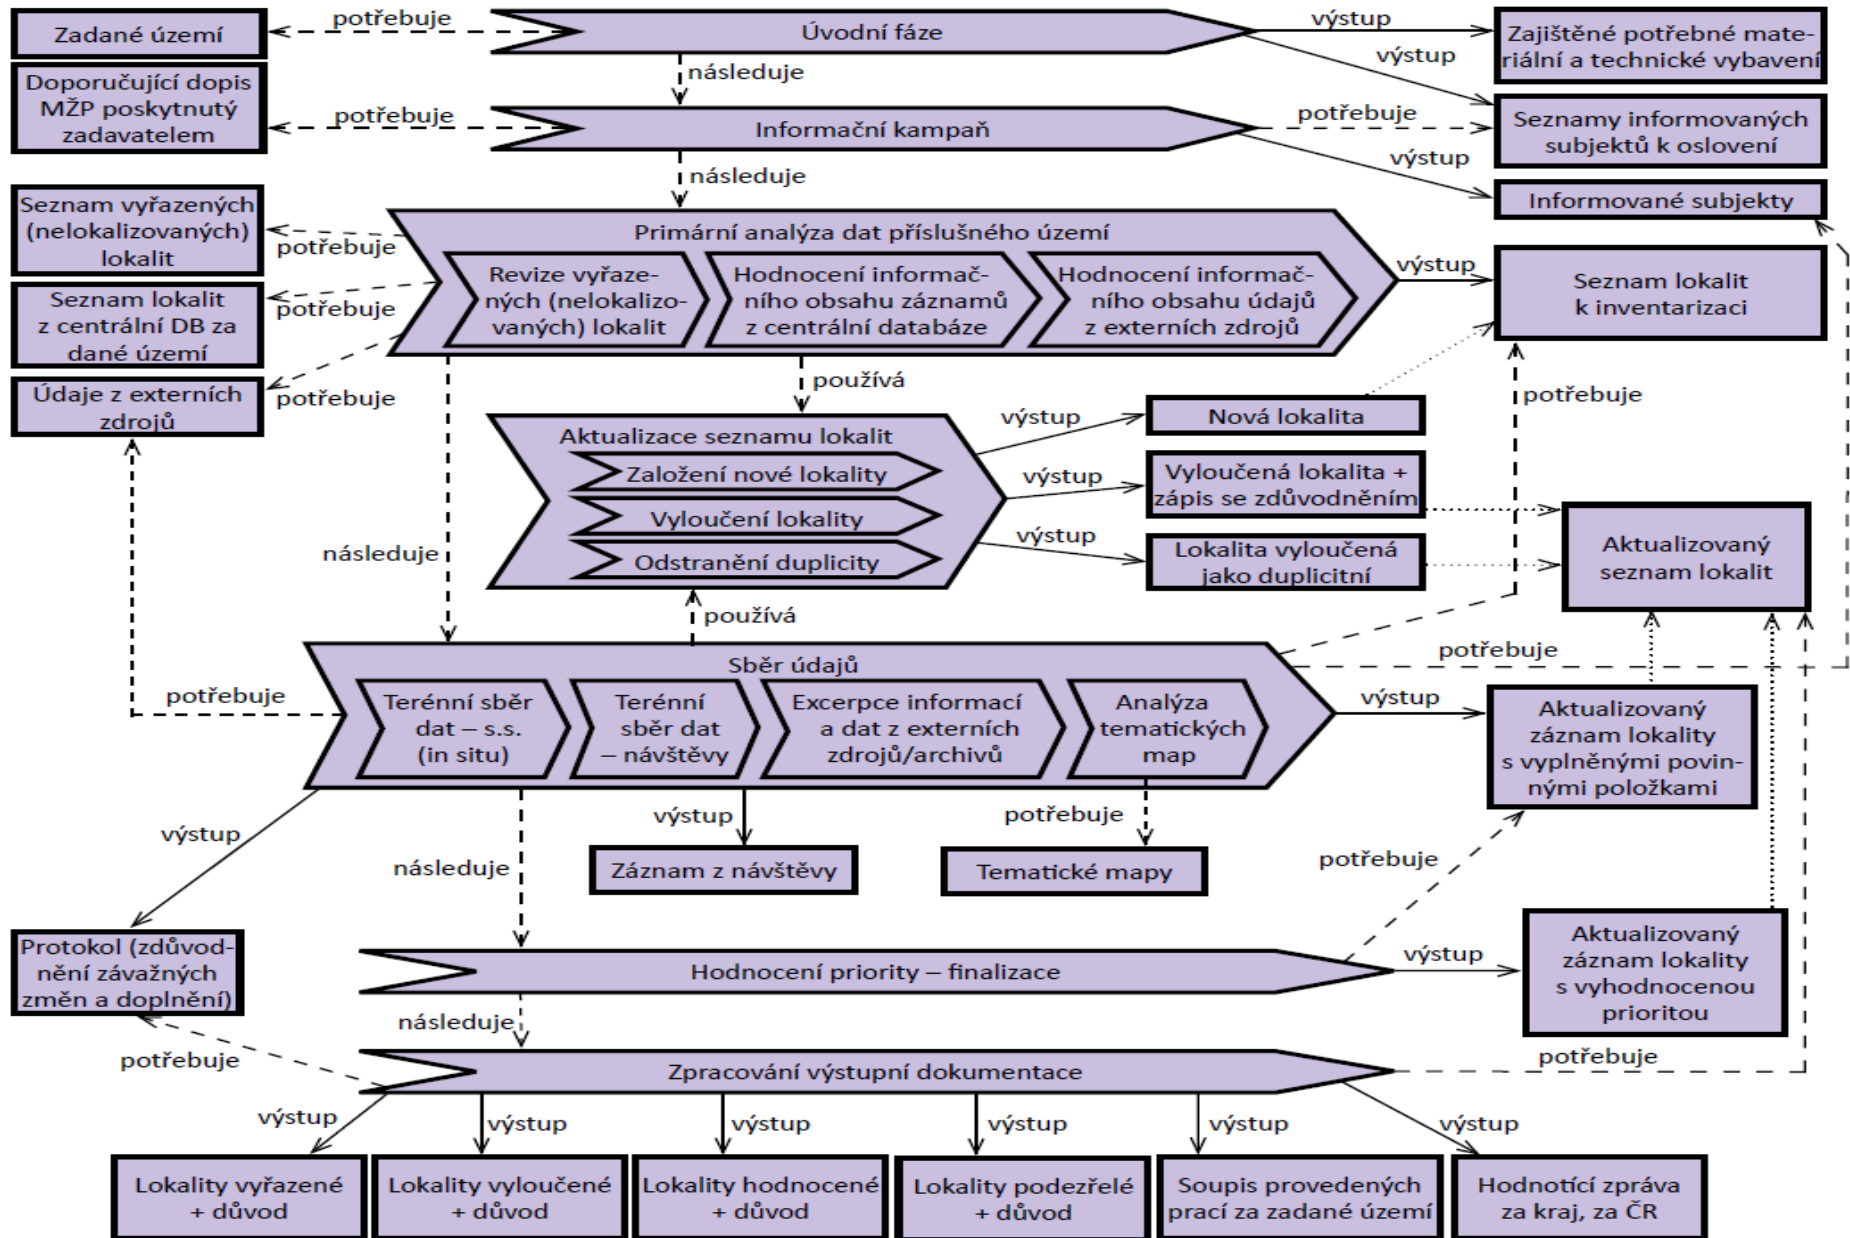 Zadané území
potřebuje
Úvodní fáze
výstup
Zajištěné potřebné mate-
riální a technické vybavení
výstup
následuje
Doporučující dopis
MŽP poskytnutý
zadavatelem
potřebuje
Informační kampaň
potřebuje
Seznamy informovaných
subjektů k oslovení
výstup
následuje
Informované subjekty
Seznam vyřazených
(nelokalizovaných)
lokalit
potřebuje
Primární analýza dat příslušného území
Revize vyřaze-
ných (nelokalizo-
vaných) lokalit
Hodnocení informač-
ního obsahu záznamů
z centrální databáze
Hodnocení informač-
ního obsahu údajů
z externích zdrojů
výstup
Seznam lokalit
k inventarizaci
Seznam lokalit
z centrální DB za
dané území
potřebuje
Údaje z externích
zdrojů
potřebuje
používá
potřebuje
Aktualizace seznamu lokalit
Založení nové lokality
Vyloučení lokality
Odstranění duplicity
výstup
Nová lokalita
výstup
Vyloučená lokalita +
zápis se zdůvodněním
výstup
Lokalita vyloučená
jako duplicitní
Aktualizovaný
seznam lokalit
následuje
používá
potřebuje
Sběr údajů
potřebuje
Terénní sběr
dat – s.s.
(in situ)
Terénní
sběr dat
– návštěvy
Excerpce informací
a dat z externích
zdrojů/archivů
Analýza
tematických
map
výstup
Aktualizovaný
záznam lokality
s vyplněnými povin-
nými položkami
výstup
výstup
potřebuje
následuje
Záznam z návštěvy
Tematické mapy
potřebuje
Protokol (zdůvod-
nění závažných
změn a doplnění)
Hodnocení priority – finalizace
výstup
Aktualizovaný
záznam lokality
s vyhodnocenou
prioritou
následuje
potřebuje
Zpracování výstupní dokumentace
potřebuje
výstup
výstup
výstup
výstup
výstup
výstup
Lokality vyřazené
+ důvod
Lokality vyloučené
+ důvod
Lokality hodnocené
+ důvod
Lokality podezřelé
+ důvod
Soupis provedených
prací za zadané území
Hodnotící zpráva
za kraj, za ČR